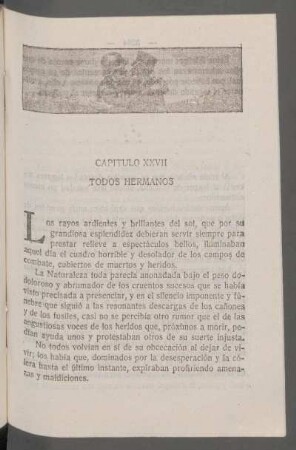 CAPITULO XXVII
TODOS HERMANOS
Los rayos ardientes y brillantes del sol, que por su
grandiosa esplendidez debieran servir siempre para
prestar relieve a espectáculos bellos, iluminaban
aquel día el cuadro horrible y desolador de los campos de
combate, cubiertos de muertos y heridos.
La Naturaleza toda parecía anonadada bajo el peso do-
doloroso y abrumador de los cruentos sucesos que se había
visto precisada a presenciar, y en el silencio imponente y fú-
nebre que siguió a las resonantes descargas de los cañones
y de los fusiles, casi no se percibía otro rumor que el de las
angustiosas voces de los heridos que, próximos a morir, pe-
dían ayuda unos y protestaban otros de su suerte injusta.
No todos volvían en sí de su obcecación al dejar de vi-
vir; los había que, dominados por la desesperación y la có-
lera hasta el último instante, expiraban profiriendo amena-
zas y maldiciones.